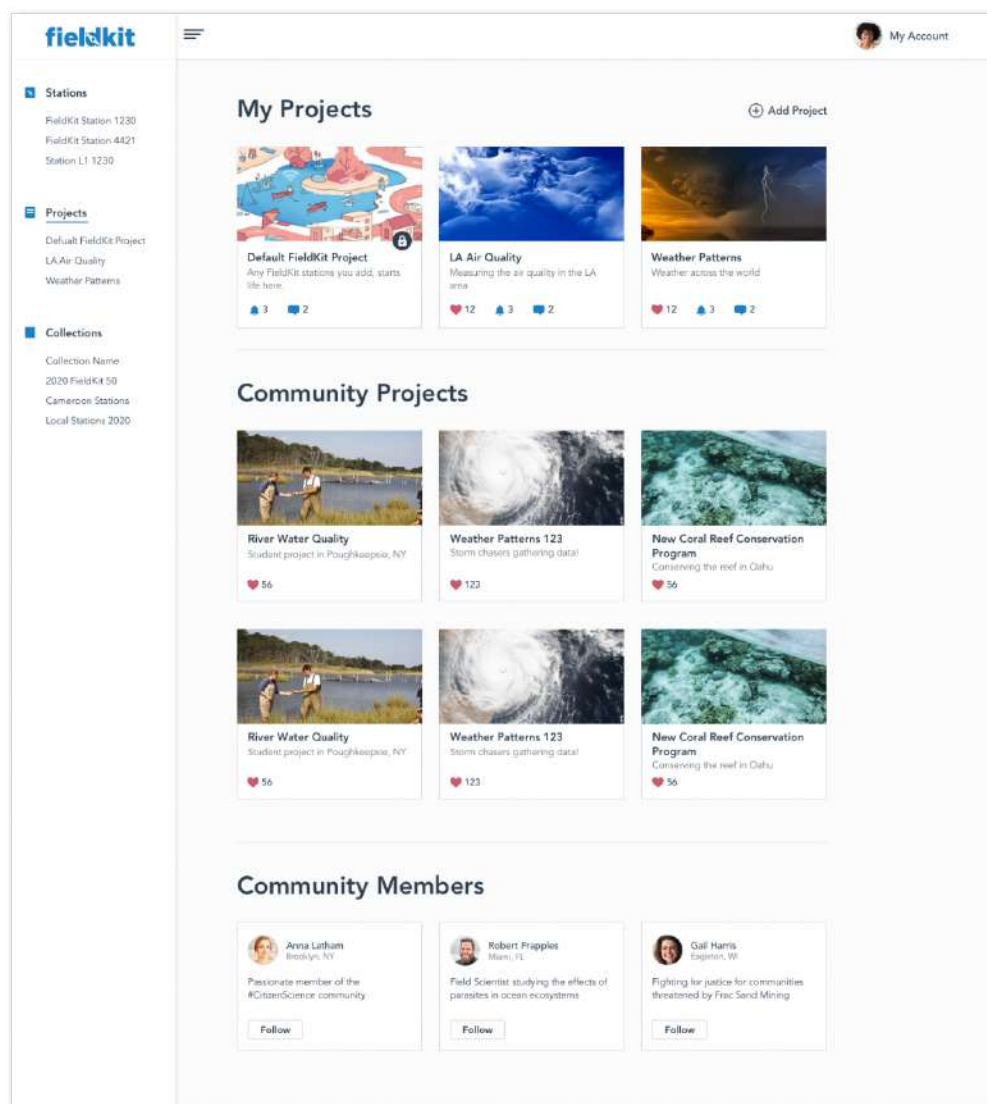 fieldkit
My Account
Stations
FieldKit Station 1230
FieldKit Station 4421
Station L1 1230
Projects
Defualt FieldKit Project
LA Air Quality
Weather Patterns
Collections
Collection Name
2020 FieldKit 50
Cameroon Stations
Local Stations 2020
My Projects
Add Project
Default FieldKit Project
Any FieldKit stations you add, starts
life here.
3 2
LA Air Quality
Measuring the air quality in the LA
area
12 3 2
Weather Patterns
Weather across the world
12 3 2
Community Projects
River Water Quality
Student project in Poughkeepsie, NY
56
Weather Patterns 123
Storm chasers gathering data!
123
New Coral Reef Conservation
Program
Conserving the reef in Oahu
56
River Water Quality
Student project in Poughkeepsie, NY
56
Weather Patterns 123
Storm chasers gathering data!
123
New Coral Reef Conservation
Program
Conserving the reef in Oahu
56
Community Members
Anna Latham
Brooklyn, NY
Passionate member of the
#CitizenScience community
Follow
Robert Frapples
Miami, FL
Field Scientist studying the effects of
parasites in ocean ecosystems
Follow
Gail Harris
Eagleton, WI
Fighting for justice for communities
threatened by Frac Sand Mining
Follow